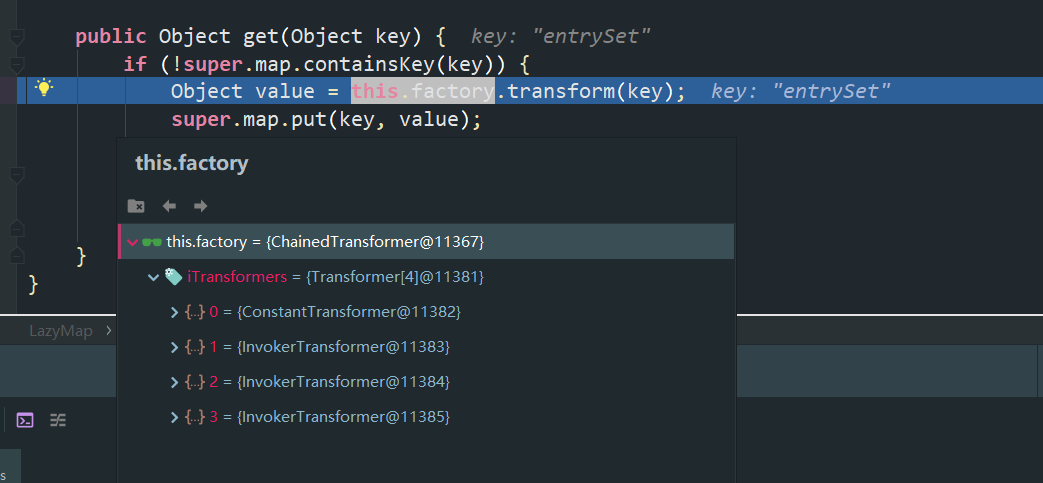 public Object get(Object key) { key: "entrySet"
if (!super.map.containsKey(key)) {
Object value = this.factory.transform(key); key: "entrySet"
super.map.put(key, value);
this.factory
this.factory = {ChainedTransformer@11367}
iTransformers = {Transformer[4]@11381}
{..} 0 = {ConstantTransformer@11382}
{..} 1 = {InvokerTransformer@11383}
{..} 2 = {InvokerTransformer@11384}
{..} 3 = {InvokerTransformer@11385}
}
}
LazyMap
s